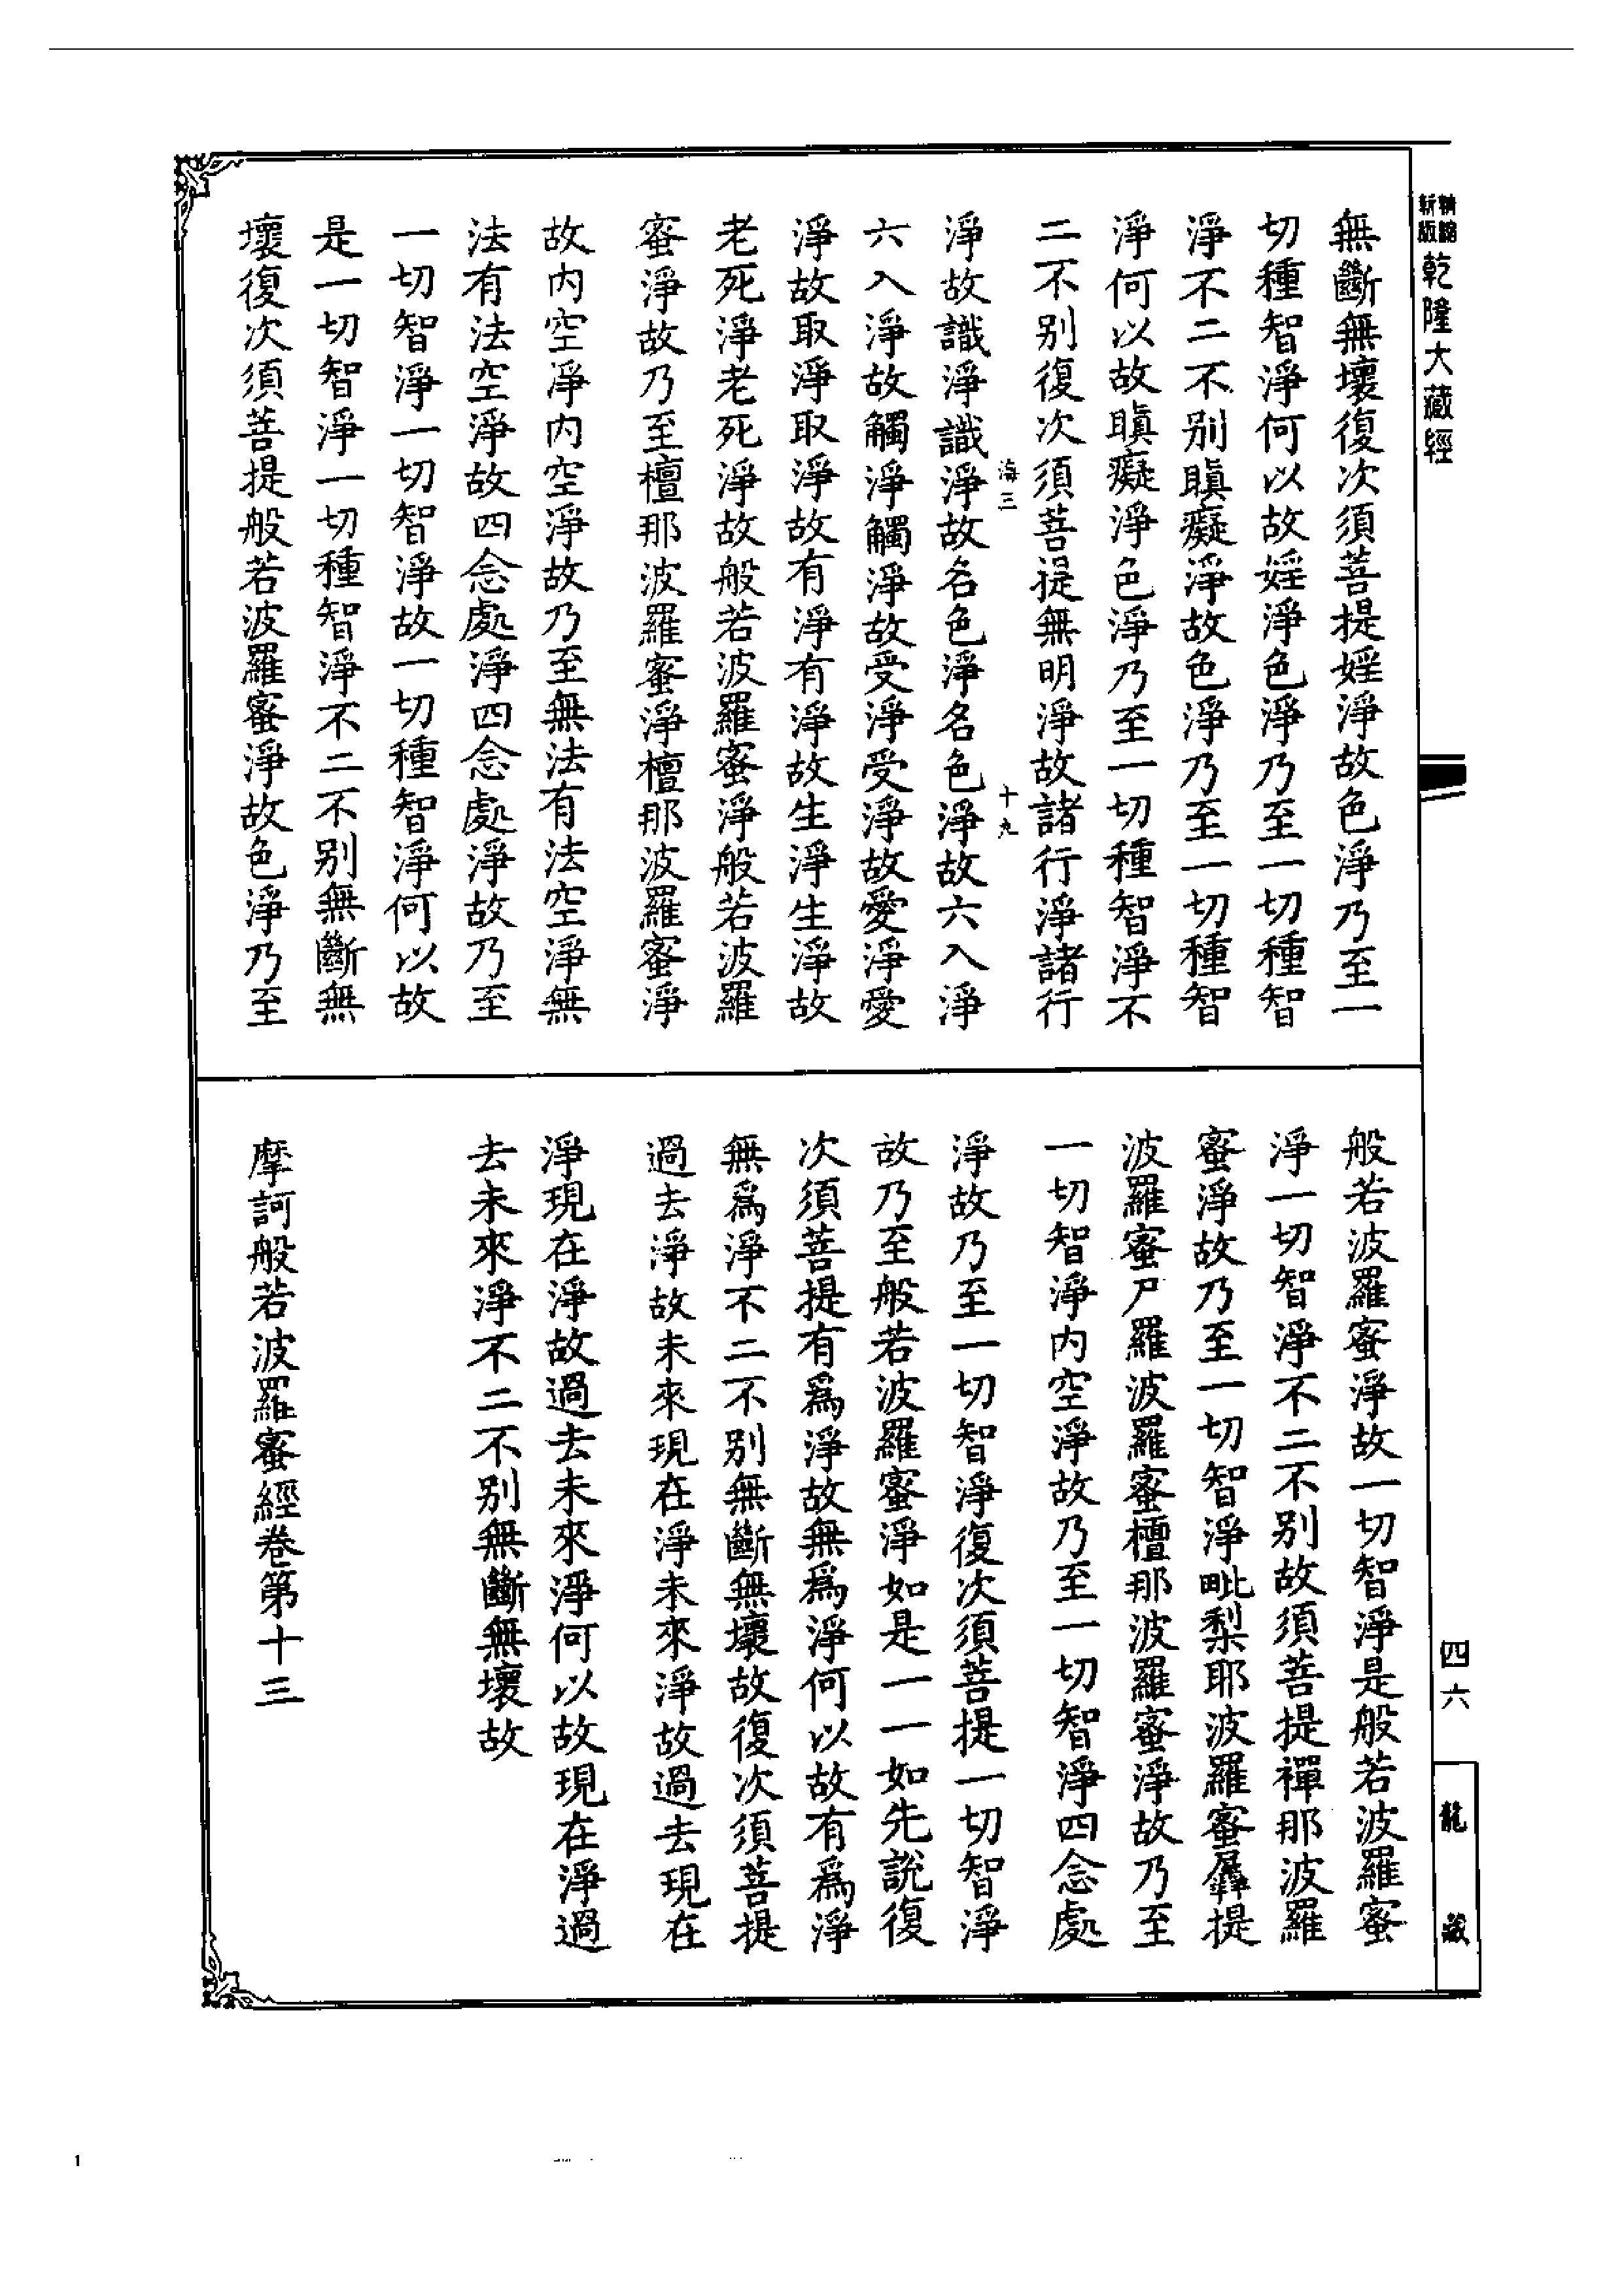 新版
精縮
乾隆大藏經
無斷無壞復次須菩提婬淨故色淨乃至一
切種智淨何以故婬淨色淨乃至一切種智
淨不二不別瞋癡淨故色淨乃至一切種智
淨何以故瞋癡淨色淨乃至一切種智淨不
二不別復次須菩提無明淨故諸行淨諸行
海三
十九
淨故識淨識淨故名色淨名色淨故六入淨
六入淨故觸淨觸淨故受淨受淨故愛淨愛
淨故取淨取淨故有淨有淨故生淨生淨故
老死淨老死淨故般若波羅蜜淨般若波羅
蜜淨故乃至檀那波羅蜜淨檀那波羅蜜淨
故內空淨內空淨故乃至無法有法空淨無
法有法空淨故四念處淨四念處淨故乃至
一切智淨一切智淨故一切種智淨何以故
是一切智淨一切種智淨不二不別無斷無
壞復次須菩提般若波羅蜜淨故色淨乃至
般若波羅蜜淨故一切智淨是般若波羅蜜
淨一切智淨不二不別故須菩提禪那波羅
蜜淨故乃至一切智淨毗梨耶波羅蜜羼提
波羅蜜尸羅波羅蜜檀那波羅蜜淨故乃至
一切智淨內空淨故乃至一切智淨四念處
淨故乃至一切智淨復次須菩提一切智淨
故乃至般若波羅蜜淨如是一一如先說復
次須菩提有為淨故無為淨何以故有為淨
無為淨不二不別無斷無壞故復次須菩提
過去淨故未來現在淨未來淨故過去現在
淨現在淨故過去未來淨何以故現在淨過
去未來淨不二不別無斷無壞故
摩訶般若波羅蜜經卷第十三
四六
龍藏
1